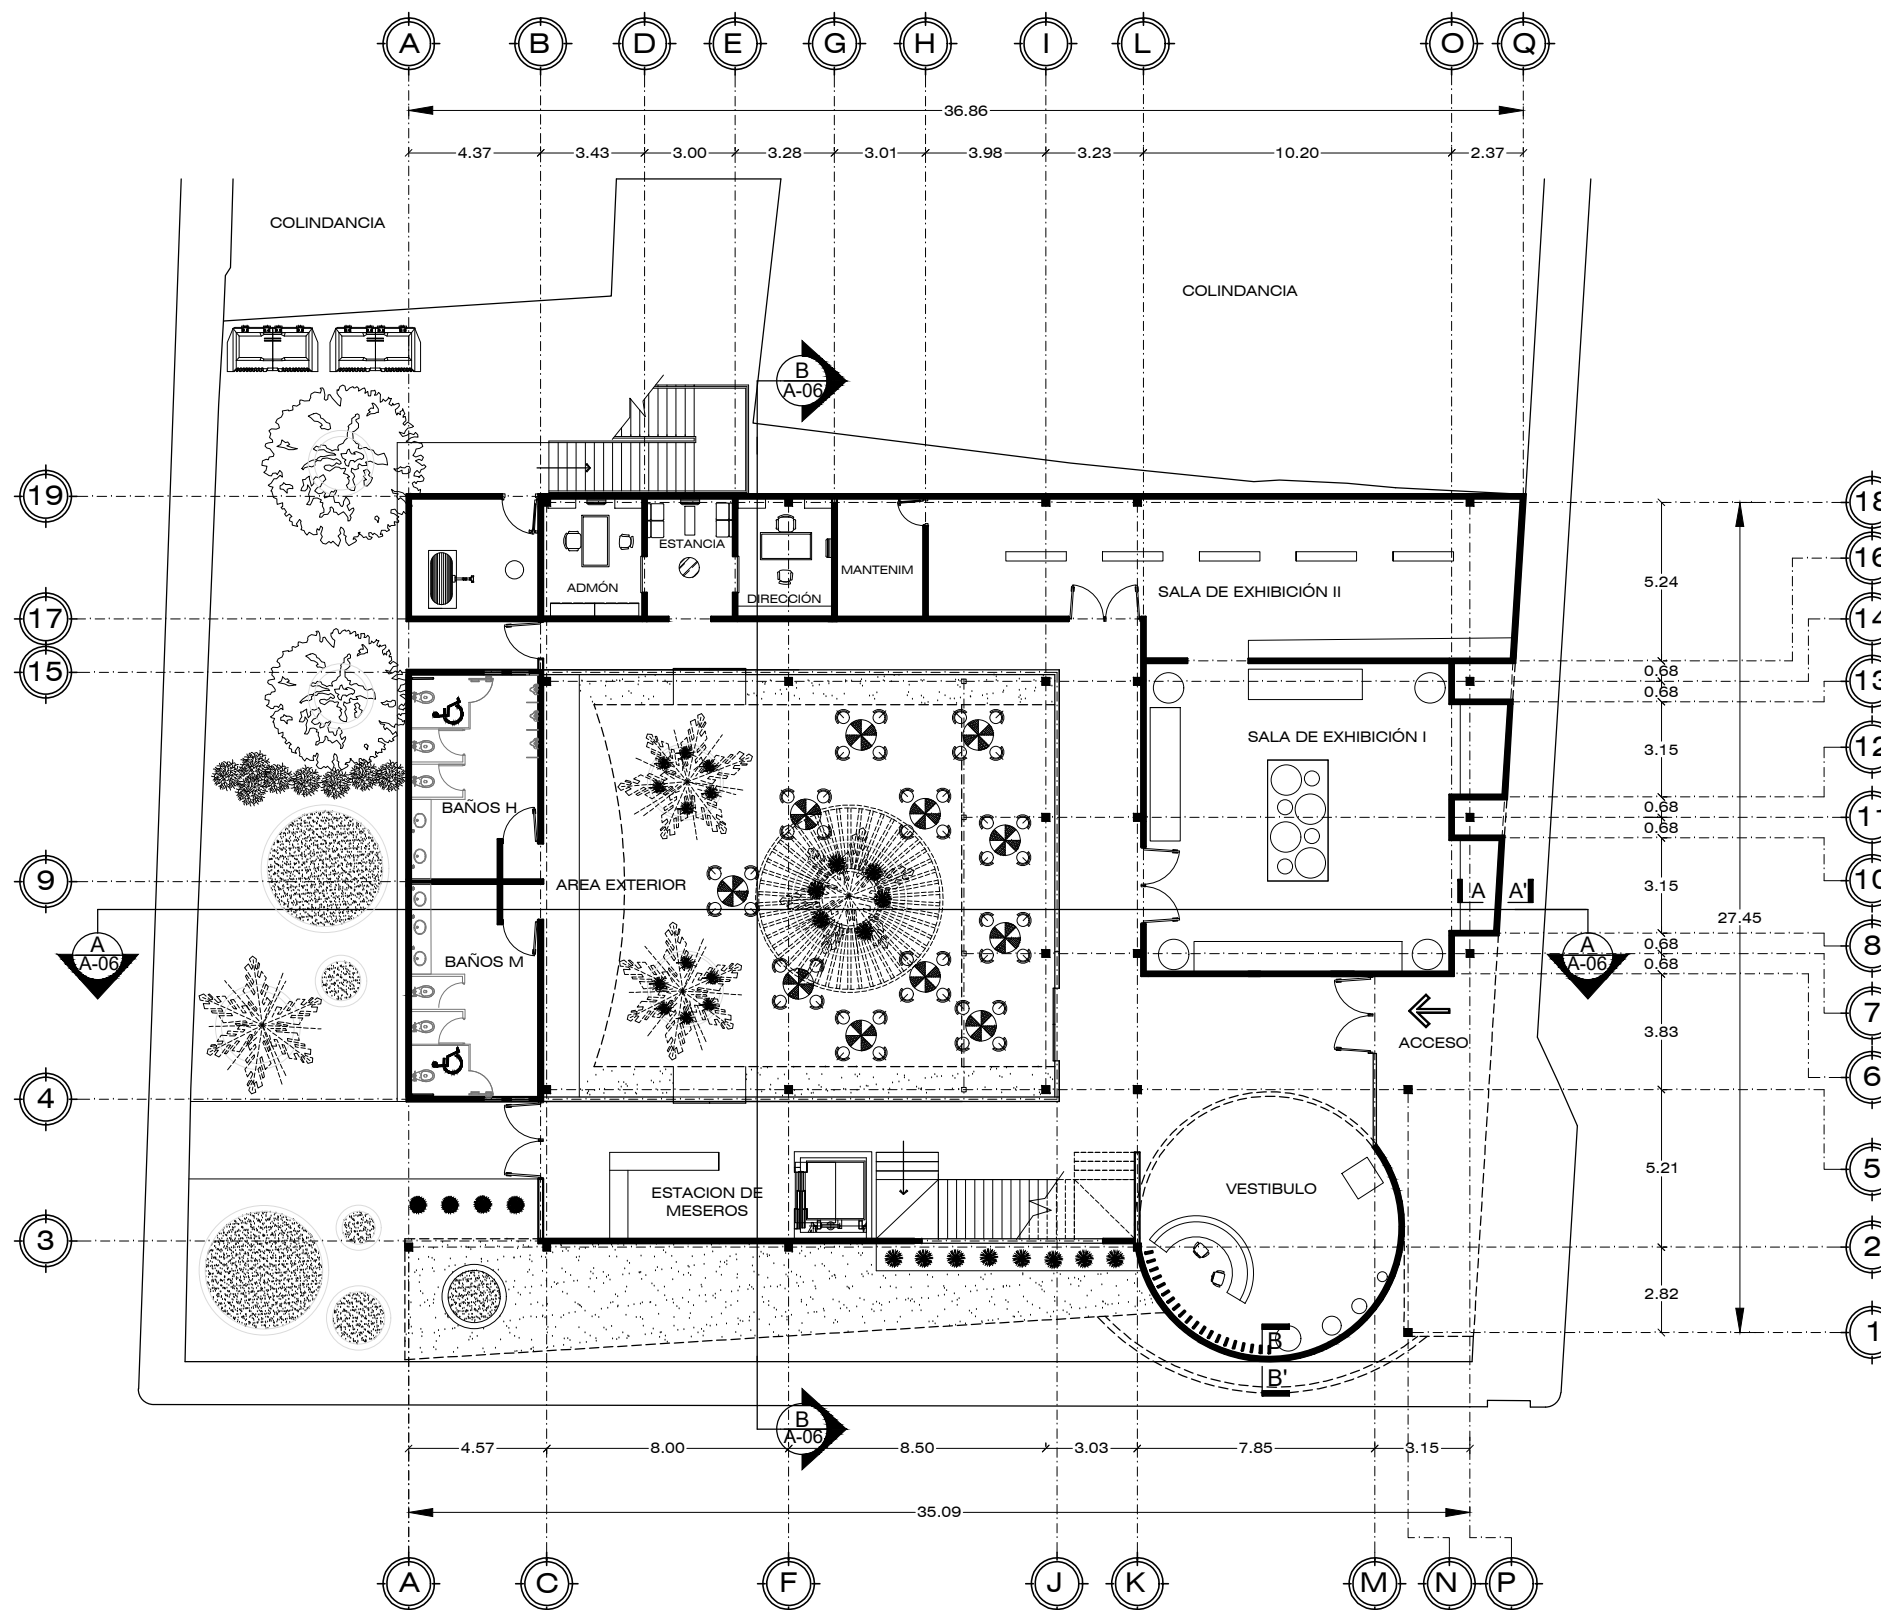 A B D E G H I L O Q
36.86
4.37 3.43 3.00 3.28 3.01 3.98 3.23 10.20 2.37
COLINDANCIA
COLINDANCIA
B
A-06
19
18
16
ESTANCIA
MANTENIM
5.24
ADMÓN
DIRECCIÓN
SALA DE EXHIBICIÓN II
17
14
15
0.68
13
0.68
SALA DE EXHIBICIÓN I
3.15
12
BAÑOS H
0.68
11
0.68
9
AREA EXTERIOR
10
A A'
3.15
27.45
A
A-06
BAÑOS M
A
A-06
0.68
8
0.68
7
3.83
ACCESO
6
4
5
5.21
ESTACION DE
MESEROS
VESTIBULO
3
2
2.82
B
1
B'
B
A-06
4.57 8.00 8.50 3.03 7.85 3.15
35.09
A C F J K M N P